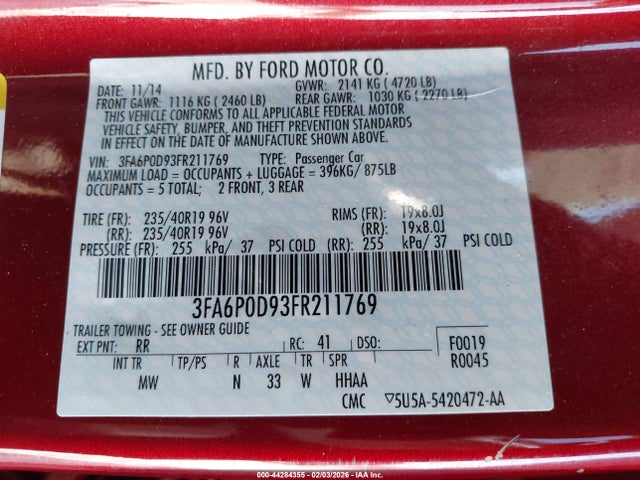 MFD. BY FORD MOTOR CO.
DATE: 11/14 GVWR: 2141 KG ( 4720 LB)
FRONT GAWR: 1116 KG ( 2460 LB) REAR GAWR: 1030 KG ( 2270 LB)
THIS VEHICLE CONFORMS TO ALL APPLICABLE FEDERAL MOTOR
VEHICLE SAFETY, BUMPER, AND THEFT PREVENTION STANDARDS
IN EFFECT ON THE DATE OF MANUFACTURE SHOWN ABOVE.
VIN: 3FA6P0D93FR211769 TYPE: Passenger Car
MAXIMUM LOAD = OCCUPANTS + LUGGAGE = 396KG/ 875LB
OCCUPANTS = 5 TOTAL; 2 FRONT, 3 REAR
TIRE (FR): 235/40R19 96V RIMS (FR): 19x8.0J
(RR): 235/40R19 96V (RR): 19x8.0J
PRESSURE (FR): 255 kPa/ 37 PSI COLD (RR): 255 kPa/ 37 PSI COLD
3FA6P0D93FR211769
TRAILER TOWING - SEE OWNER GUIDE
EXT PNT: RR RC: 41 DSO: F0019
R0045
INT TR TP/PS R AXLE TR SPR
MW N 33 W HHAA
CMC ▽5U5A-5420472-AA
000-44284355 - 02/03/2026 - COPYRIGHT IAA, INC.